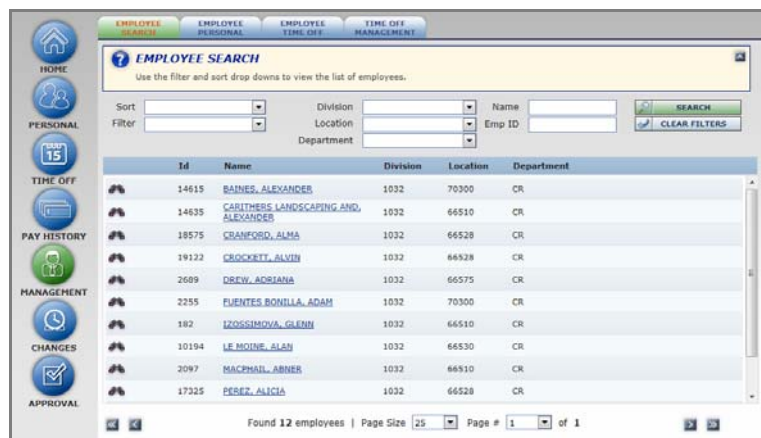 EMPLOYEE SEARCH
EMPLOYEE PERSONAL
EMPLOYEE TIME OFF
TIME OFF MANAGEMENT
HOME
PERSONAL
15
TIME OFF
PAY HISTORY
MANAGEMENT
CHANGES
APPROVAL
? EMPLOYEE SEARCH
Use the filter and sort drop downs to view the list of employees.
Sort Division Name SEARCH
Filter Location Emp ID CLEAR FILTERS
Department
Id Name Division Location Department
14615 BAINES, ALEXANDER 1032 70300 CR
14635 CARITHERS LANDSCAPING AND, ALEXANDER 1032 66510 CR
18575 CRANFORD, ALMA 1032 66528 CR
19122 CROCKETT, ALVIN 1032 66528 CR
2689 DREW, ADRIANA 1032 66575 CR
2255 FUENTES BONILLA, ADAM 1032 70300 CR
182 IZOSSIMOVA, GLENN 1032 66510 CR
10194 LE MOINE, ALAN 1032 66530 CR
2097 MACPHAIL, ABNER 1032 66510 CR
17325 PEREZ, ALICIA 1032 66528 CR
Found 12 employees | Page Size 25 Page # 1 of 1